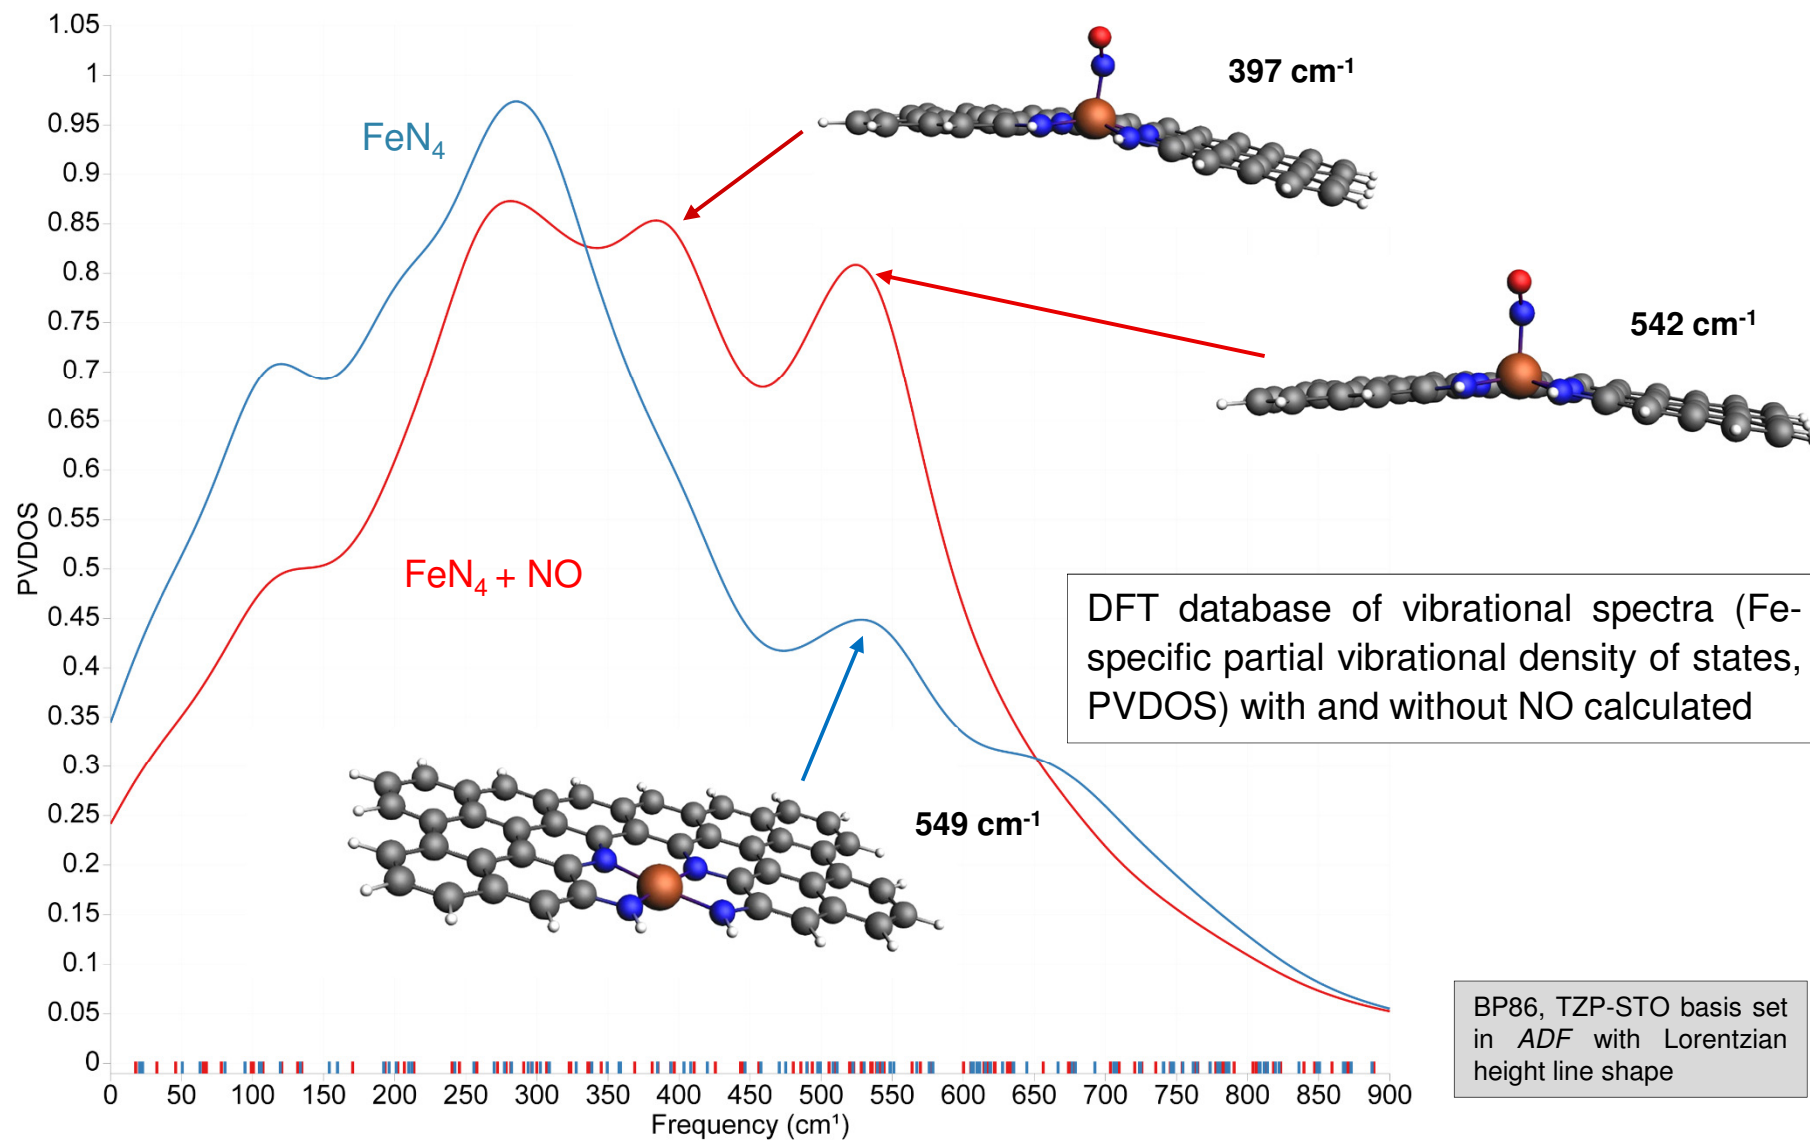 1.05
1
0.95
0.9
0.85
0.8
0.75
0.7
0.65
0.6
0.55
0.5
0.45
0.4
0.35
0.3
0.25
0.2
0.15
0.1
0.05
0
PVDOS
FeN4
FeN4 + NO
397 cm-1
542 cm-1
549 cm-1
DFT database of vibrational spectra (Fe-
specific partial vibrational density of states,
PVDOS) with and without NO calculated
BP86, TZP-STO basis set
in ADF with Lorentzian
height line shape
0 50 100 150 200 250 300 350 400 450 500 550 600 650 700 750 800 850 900
Frequency (cm¹)